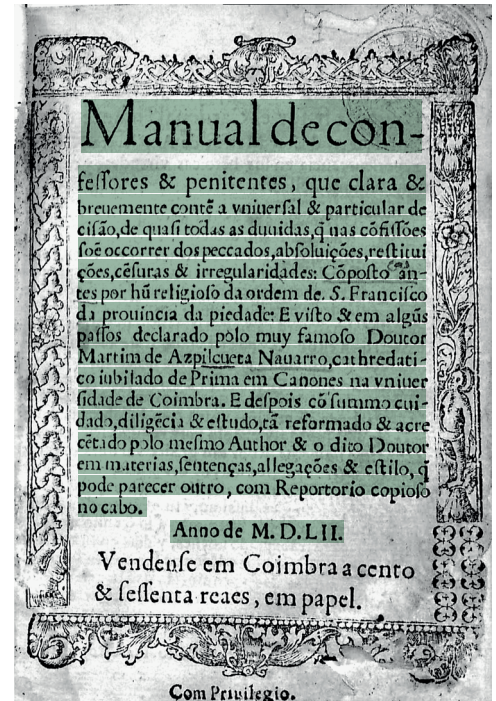 Manual de con-
feſſores & penitentes, que clara &
breuemente contẽ a vniuerſal & particular de
ciſão, de quaſi todas as duuidas, q̃ nas cõfiſſões
ſoẽ occorrer dos peccados, abſoluições, reſtitui
ções, cẽſuras & irregularidades: Cõpoſto an-
tes por hũ religioſo da ordem de. S. Franciſco
da prouincia da piedade: E viſto & em algũs
paſſos declarado polo muy famoſo Doutor
Martim de Azpilcueta Nauarro, cathredati-
co iubilado de Prima em Canones na vniuer
ſidade de Coimbra. E deſpois cõ ſummo cui-
dado, diligẽcia & eſtudo, tã reformado & acre
cẽtado polo meſmo Author & o dito Doutor
em materias, ſentenças, allegações & eſtilo, q̃
pode parecer outro, com Reportorio copioſo
no cabo.
Anno de M. D. LII.
Vendenſe em Coimbra a cento
& ſeſſenta reaes, em papel.
Com Priuilegio.